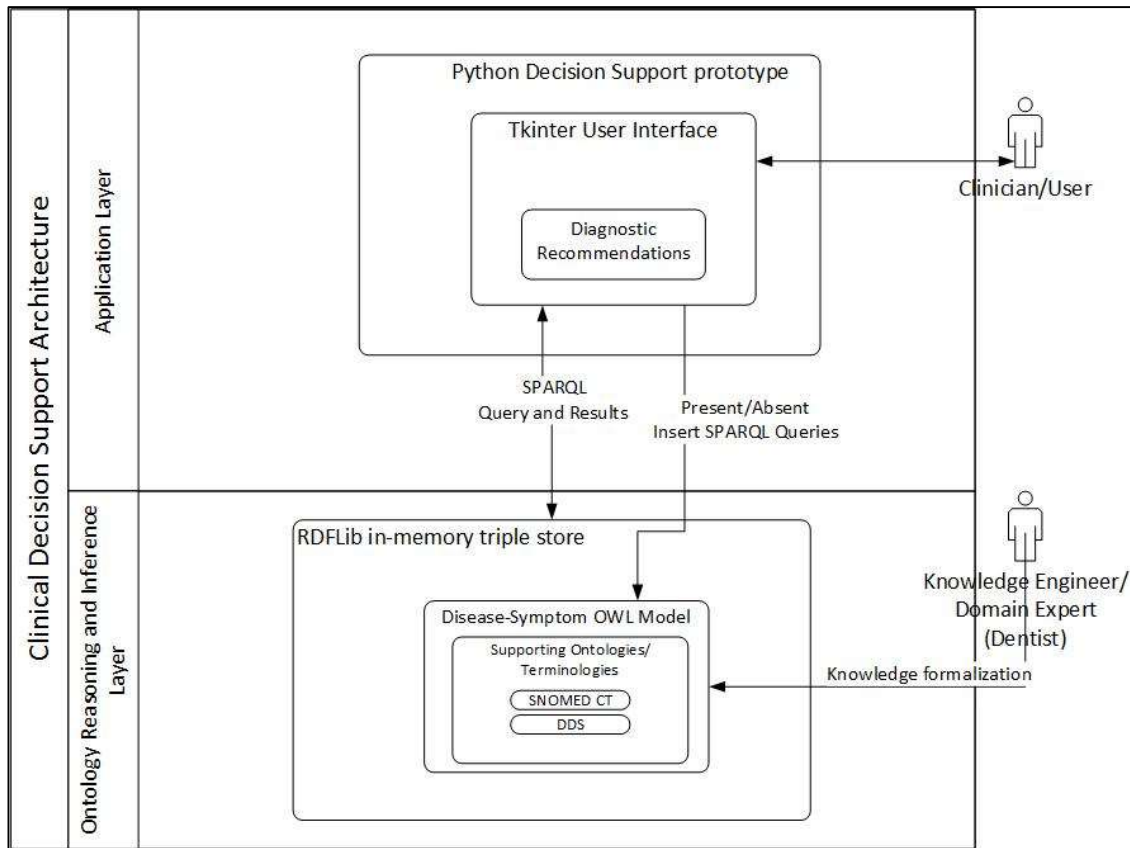 Clinical Decision Support Architecture
Application Layer
Python Decision Support prototype
Tkinter User Interface
Diagnostic
Recommendations
Clinician/User
SPARQL
Query and Results
Present/Absent
Insert SPARQL Queries
Ontology Reasoning and Inference
Layer
RDFLib in-memory triple store
Disease-Symptom OWL Model
Supporting Ontologies/
Terminologies
SNOMED CT
DDS
Knowledge Engineer/
Domain Expert
(Dentist)
Knowledge formalization